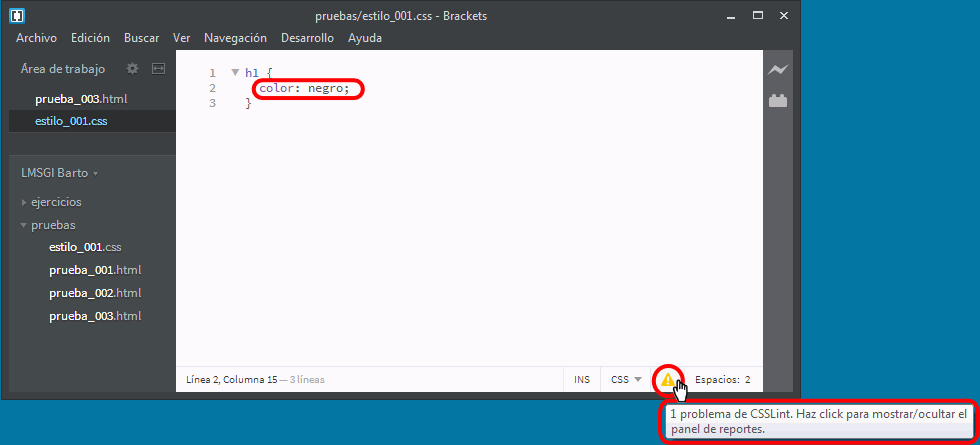 pruebas/estilo_001.css - Brackets
Archivo Edición Buscar Ver Navegación Desarrollo Ayuda
Área de trabajo
prueba_003.html
estilo_001.css
LMSGI Barto
ejercicios
pruebas
estilo_001.css
prueba_001.html
prueba_002.html
prueba_003.html
1 h1 {
2 color: negro;
3 }
Línea 2, Columna 15 — 3 líneas
INS CSS Espacios: 2
1 problema de CSSLint. Haz click para mostrar/ocultar el
panel de reportes.